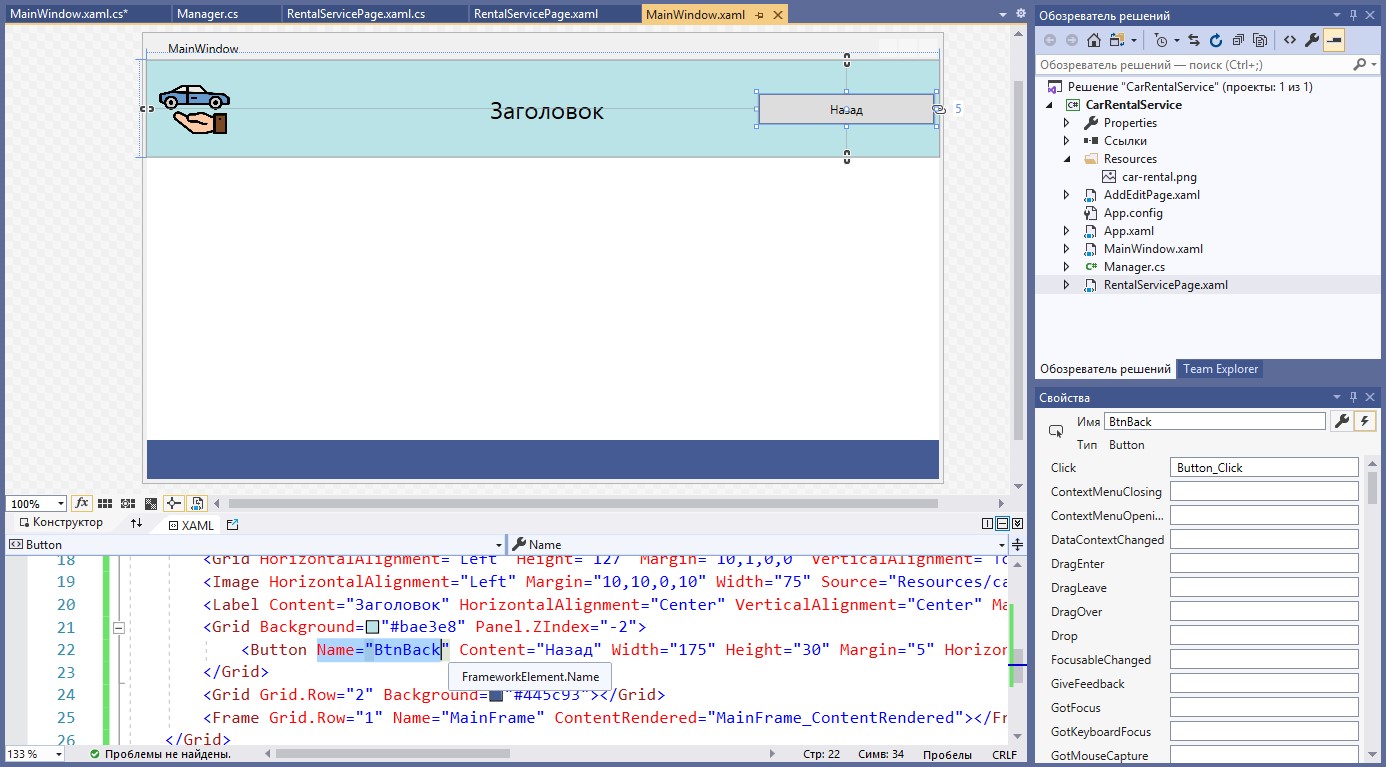 MainWindow.xaml.cs*
Manager.cs
RentalServicePage.xaml.cs
RentalServicePage.xaml
MainWindow.xaml
MainWindow
Заголовок
Назад
5
100%
fx
Конструктор
XAML
Button
Name
18 <Grid HorizontalAlignment="Left" Height="127" Margin="10,1,0,0" VerticalAlignment="To
19 <Image HorizontalAlignment="Left" Margin="10,10,0,10" Width="75" Source="Resources/ca
20 <Label Content="Заголовок" HorizontalAlignment="Center" VerticalAlignment="Center" Ma
21 <Grid Background="#bae3e8" Panel.ZIndex="-2">
22 <Button Name="BtnBack" Content="Назад" Width="175" Height="30" Margin="5" Horizon
23 </Grid>
FrameworkElement.Name
24 <Grid Grid.Row="2" Background="#445c93"></Grid>
25 <Frame Grid.Row="1" Name="MainFrame" ContentRendered="MainFrame_ContentRendered"></Fr
26 </Grid>
133 %
Проблемы не найдены.
Стр: 22
Симв: 34
Пробелы
CRLF
Обозреватель решений
Обозреватель решений — поиск (Ctrl+;)
Решение "CarRentalService" (проекты: 1 из 1)
C# CarRentalService
Properties
Ссылки
Resources
car-rental.png
AddEditPage.xaml
App.config
App.xaml
MainWindow.xaml
C# Manager.cs
RentalServicePage.xaml
Обозреватель решений
Team Explorer
Свойства
Имя BtnBack
Тип Button
Click Button_Click
ContextMenuClosing
ContextMenuOpeni...
DataContextChanged
DragEnter
DragLeave
DragOver
Drop
FocusableChanged
GiveFeedback
GotFocus
GotKeyboardFocus
GotMouseCapture